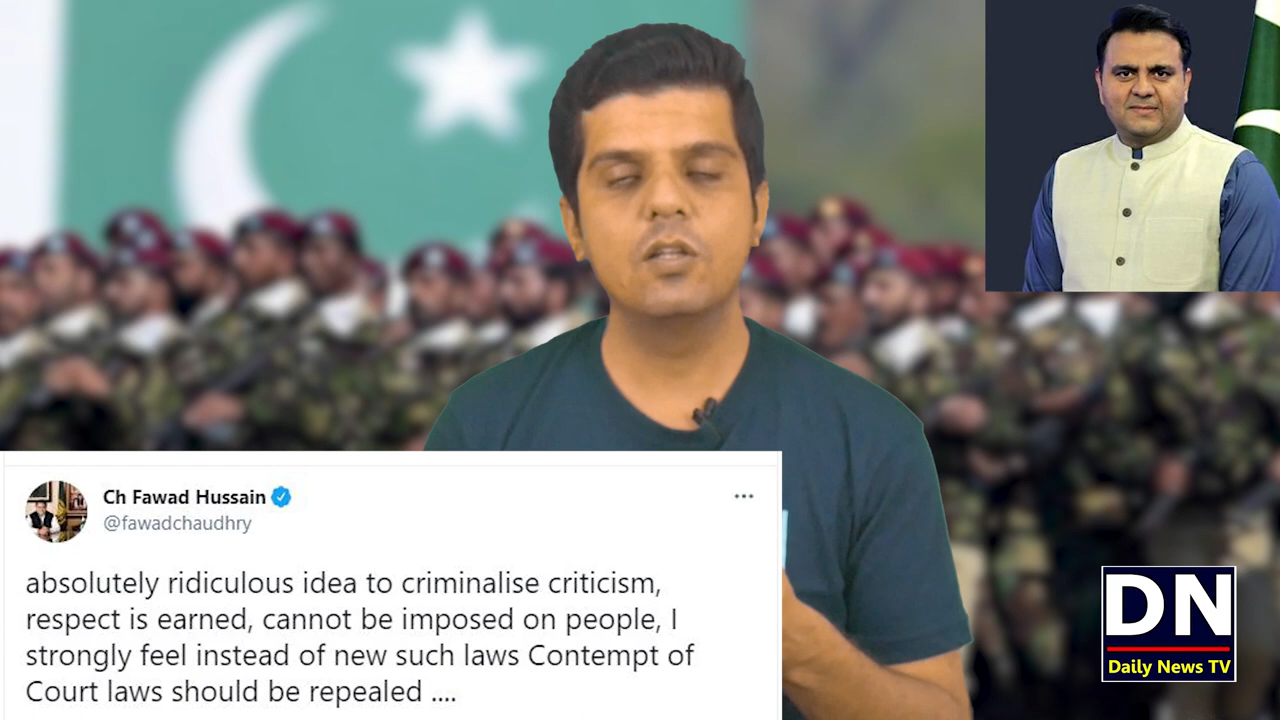 Ch Fawad Hussain
@fawadchaudhry
absolutely ridiculous idea to criminalise criticism,
respect is earned, cannot be imposed on people, I
strongly feel instead of new such laws Contempt of
Court laws should be repealed ....
DN
Daily News TV